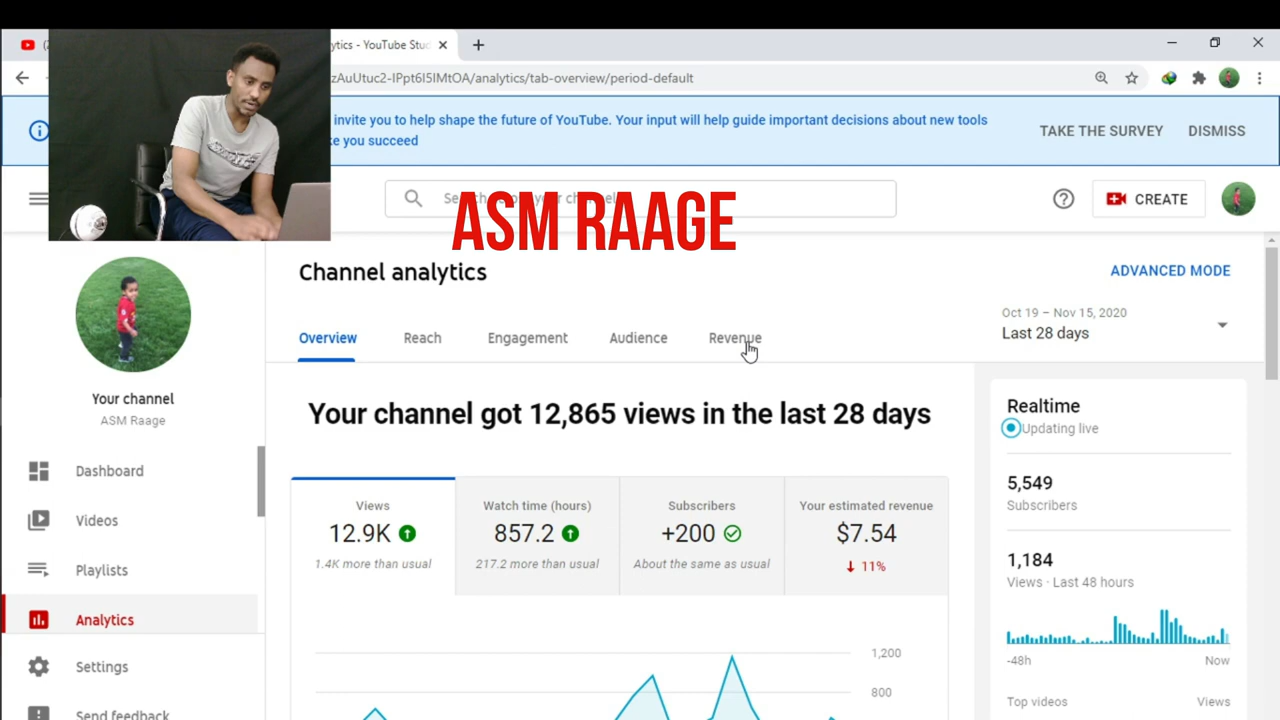 ytics - YouTube Stu
zAuUtuc2-IPpt6I5IMtOA/analytics/tab-overview/period-default
invite you to help shape the future of YouTube. Your input will help guide important decisions about new tools
you succeed
TAKE THE SURVEY
DISMISS
ASM RAAGE
CREATE
Channel analytics
ADVANCED MODE
Oct 19 – Nov 15, 2020
Last 28 days
Overview
Reach
Engagement
Audience
Revenue
Your channel
ASM Raage
Dashboard
Videos
Playlists
Analytics
Settings
Send feedback
Your channel got 12,865 views in the last 28 days
Views
12.9K
1.4K more than usual
Watch time (hours)
857.2
217.2 more than usual
Subscribers
+200
About the same as usual
Your estimated revenue
$7.54
11%
1,200
800
Realtime
Updating live
5,549
Subscribers
1,184
Views · Last 48 hours
-48h
Now
Top videos
Views